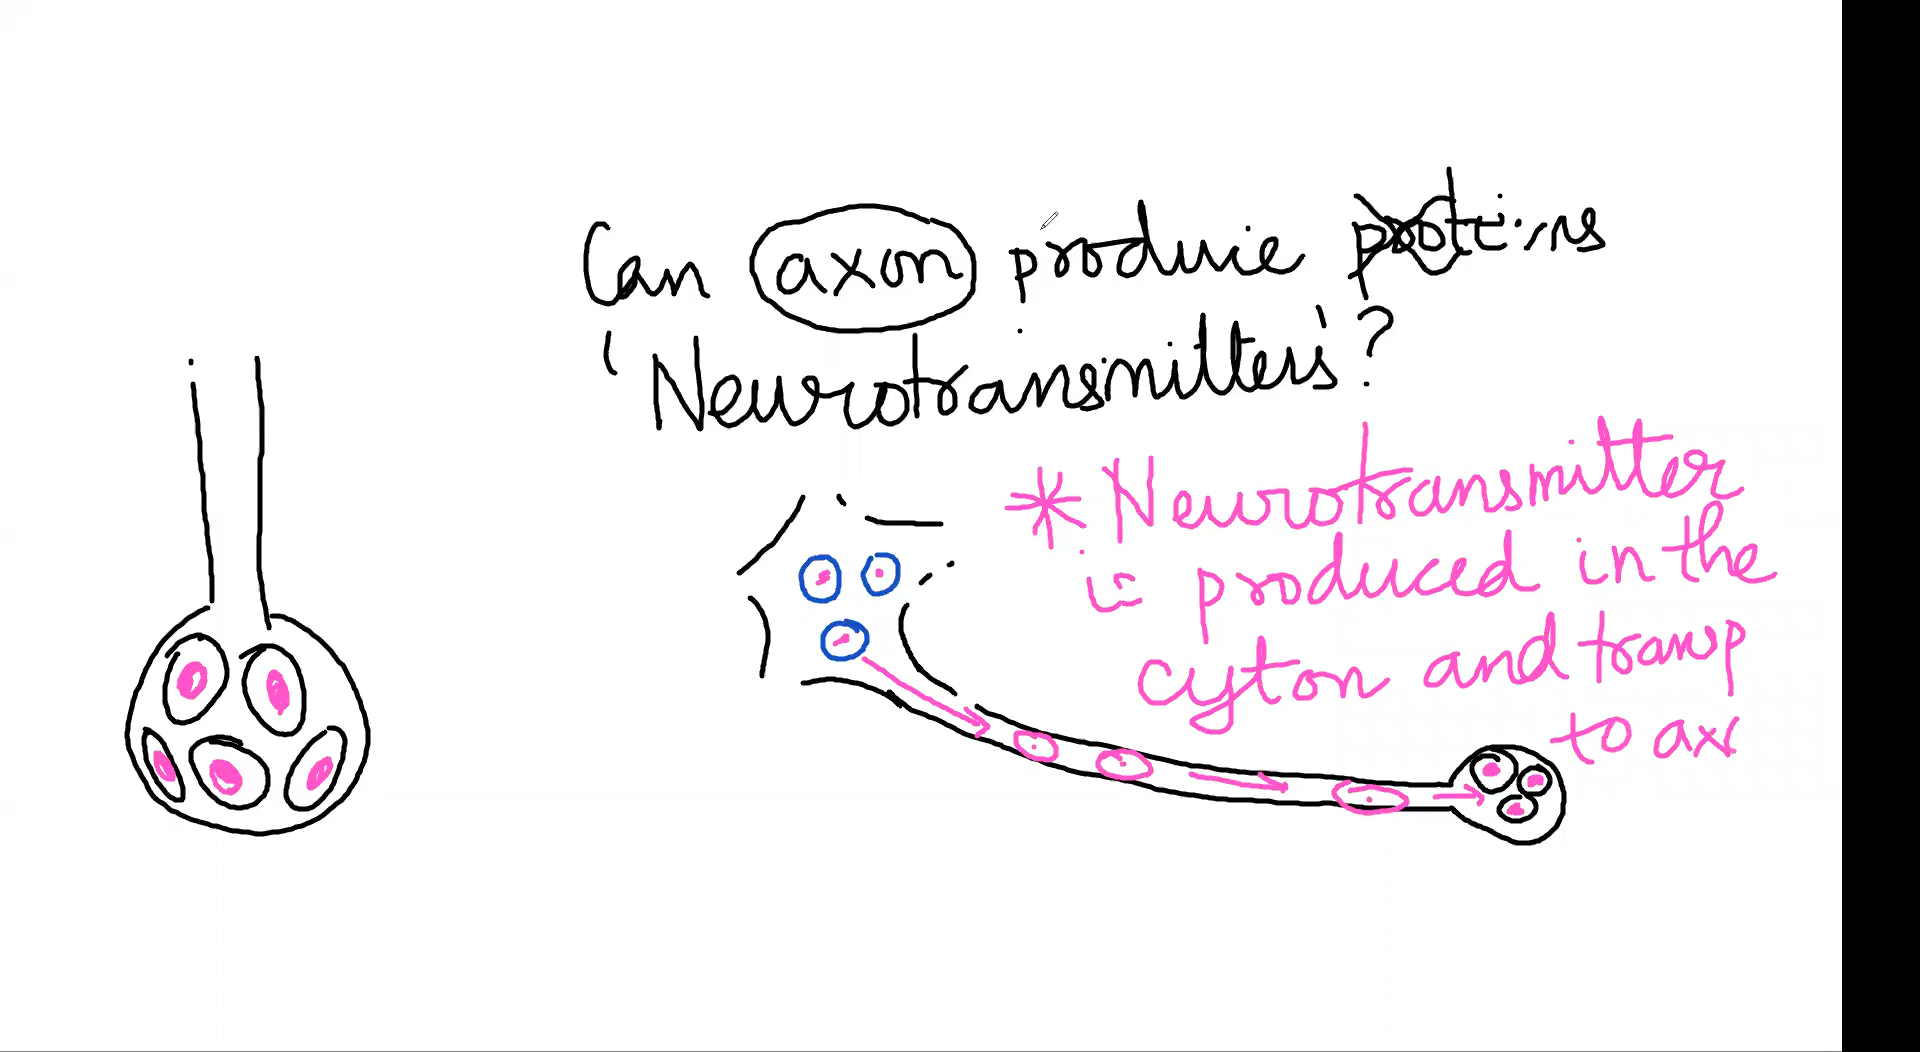 Can axon produce proteins
'Neurotransmitters'?
* Neurotransmitter
is produced in the
cyton and transp
to ax